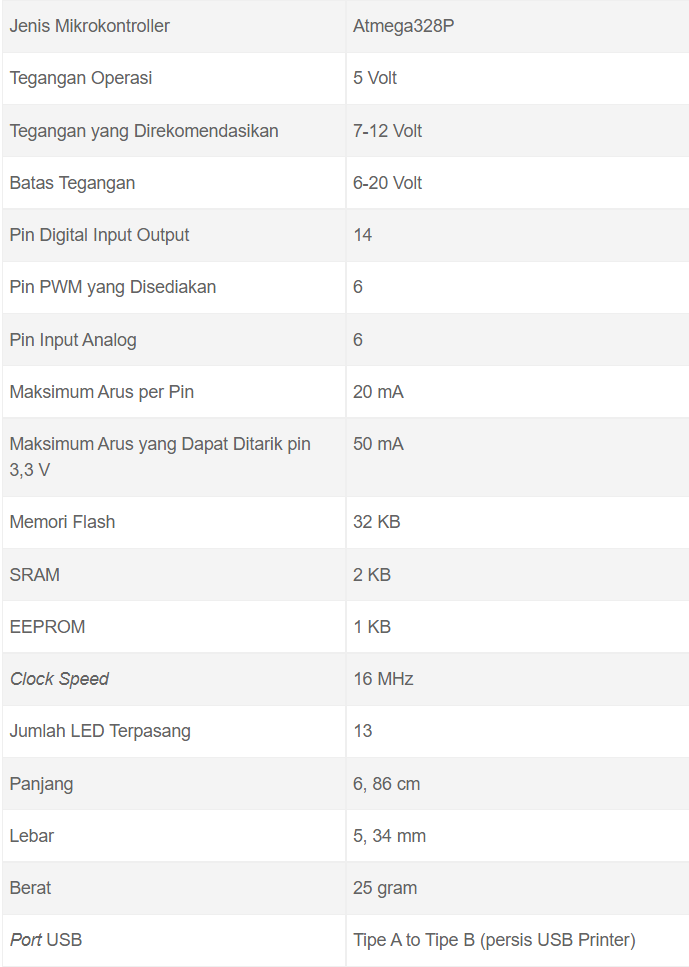 Jenis Mikrokontroller Atmega328P
Tegangan Operasi 5 Volt
Tegangan yang Direkomendasikan 7-12 Volt
Batas Tegangan 6-20 Volt
Pin Digital Input Output 14
Pin PWM yang Disediakan 6
Pin Input Analog 6
Maksimum Arus per Pin 20 mA
Maksimum Arus yang Dapat Ditarik pin 50 mA
3,3 V
Memori Flash 32 KB
SRAM 2 KB
EEPROM 1 KB
Clock Speed 16 MHz
Jumlah LED Terpasang 13
Panjang 6, 86 cm
Lebar 5, 34 mm
Berat 25 gram
Port USB Tipe A to Tipe B (persis USB Printer)